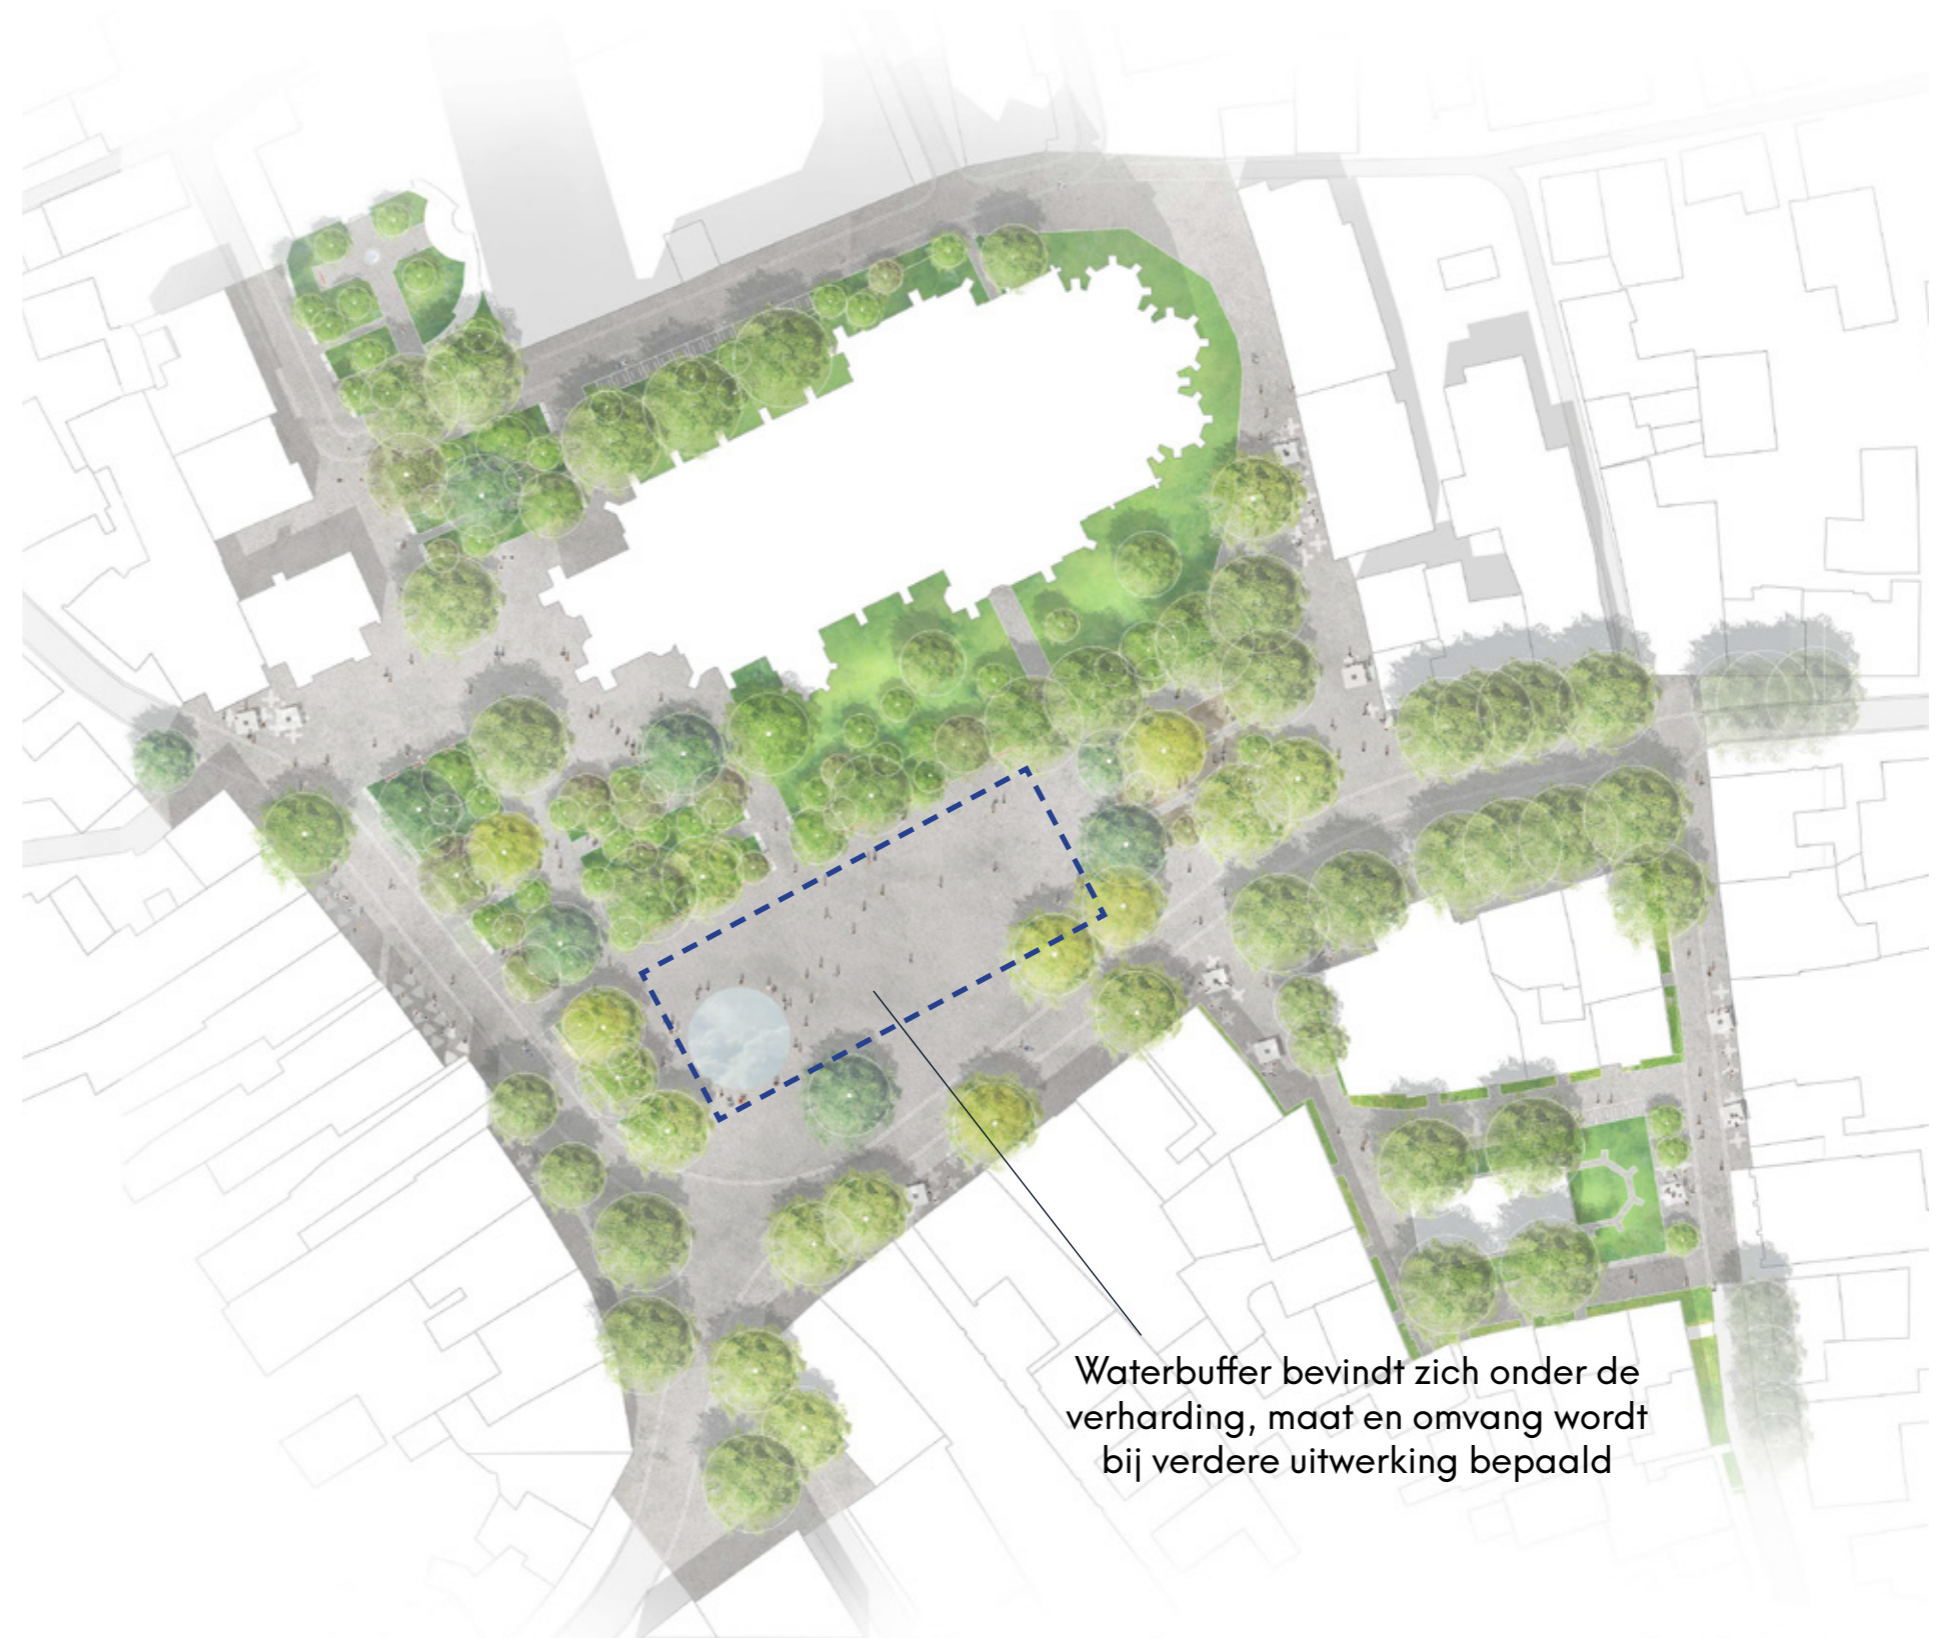 Waterbuffer bevindt zich onder de
verharding, maat en omvang wordt
bij verdere uitwerking bepaald